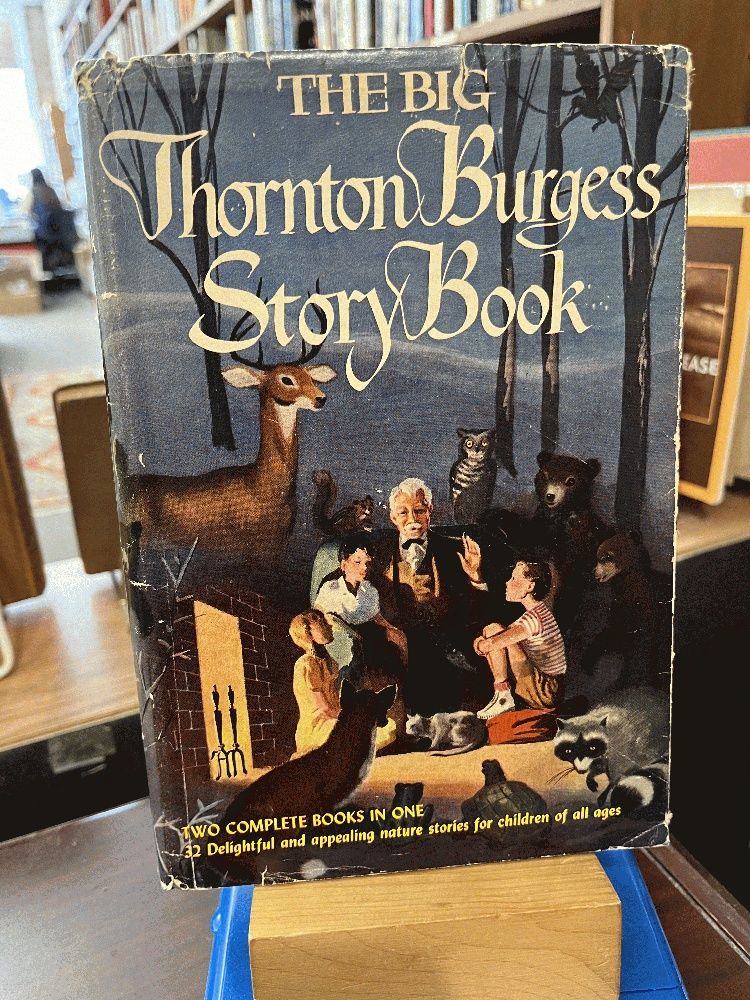 THE BIG
Thornton Burgess
Story Book
TWO COMPLETE BOOKS IN ONE
32 Delightful and appealing nature stories for children of all ages
EASE